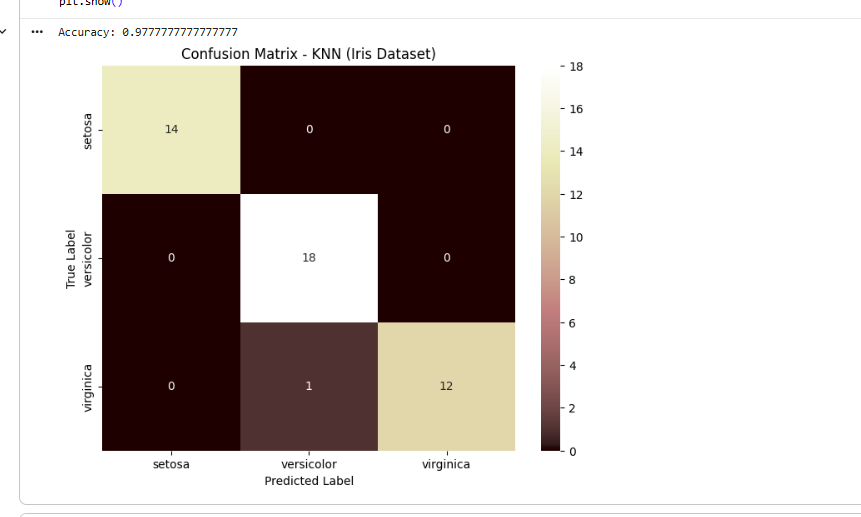 plt.show()
Accuracy: 0.9777777777777777
Confusion Matrix - KNN (Iris Dataset)
setosa
14
0
0
True Label
versicolor
0
18
0
virginica
0
1
12
setosa
versicolor
virginica
Predicted Label
18
16
14
12
10
8
6
4
2
0